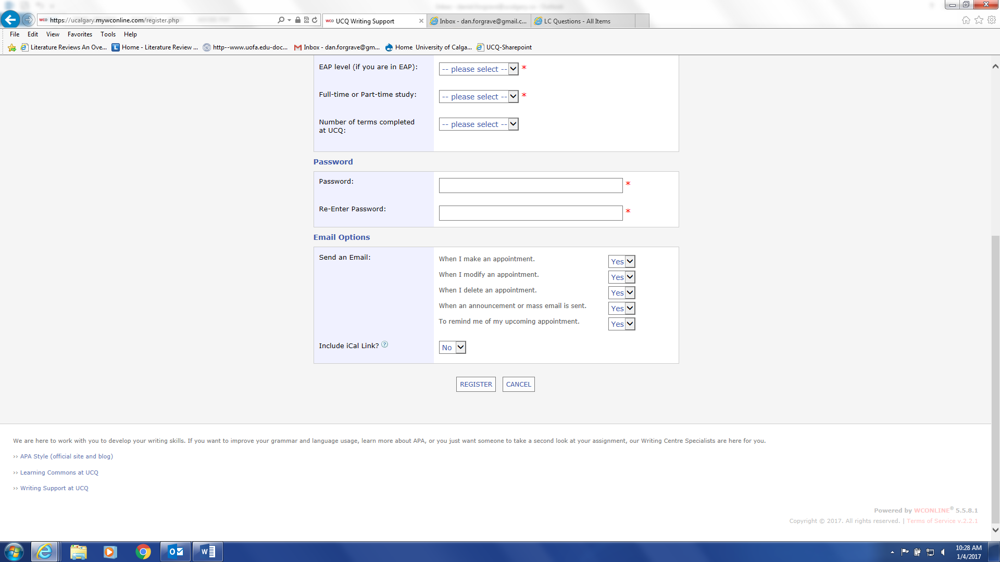 https://ucalgary.mywconline.com/register.php
wco UCQ Writing Support
Inbox - dan.forgrave@gmail.c...
LC Questions - All Items
File Edit View Favorites Tools Help
Literature Reviews An Ove... Home - Literature Review ... http--www.uofa.edu-doc... Inbox - dan.forgrave@gm... Home University of Calga... UCQ-Sharepoint
EAP level (if you are in EAP): -- please select -- *
Full-time or Part-time study: -- please select -- *
Number of terms completed -- please select --
at UCQ:
Password
Password: *
Re-Enter Password: *
Email Options
Send an Email: When I make an appointment. Yes
When I modify an appointment. Yes
When I delete an appointment. Yes
When an announcement or mass email is sent. Yes
To remind me of my upcoming appointment. Yes
Include iCal Link? ? No
REGISTER CANCEL
We are here to work with you to develop your writing skills. If you want to improve your grammar and language usage, learn more about APA, or you just want someone to take a second look at your assignment, our Writing Centre Specialists are here for you.
>> APA Style (official site and blog)
>> Learning Commons at UCQ
>> Writing Support at UCQ
Powered by WCONLINE® 5.5.8.1
Copyright © 2017. All rights reserved. | Terms of Service v.2.2.1
10:28 AM
1/4/2017